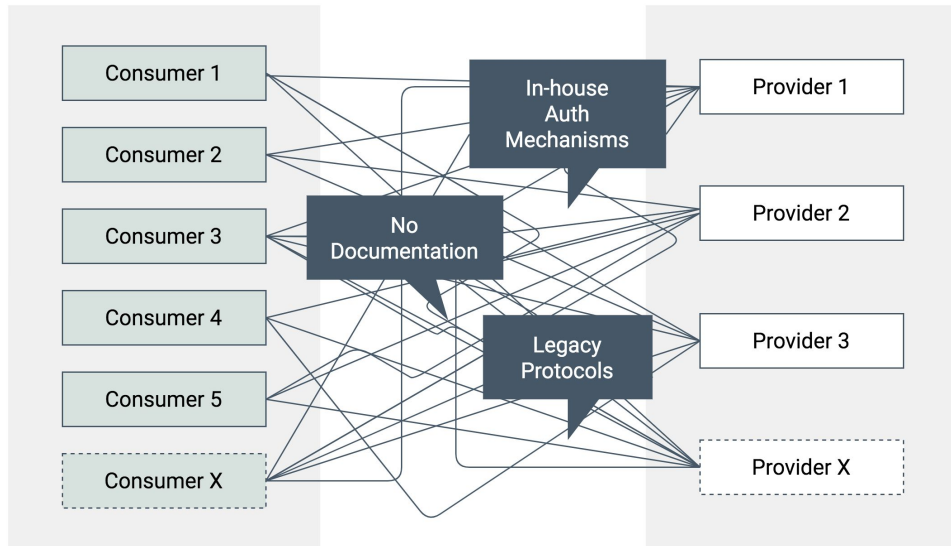 Consumer 1
Consumer 2
Consumer 3
Consumer 4
Consumer 5
Consumer X
In-house
Auth
Mechanisms
No
Documentation
Legacy
Protocols
Provider 1
Provider 2
Provider 3
Provider X